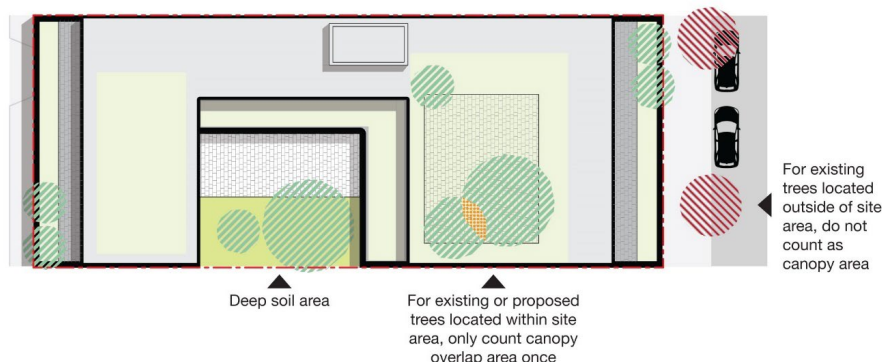 For existing
trees located
outside of site
area, do not
count as
canopy area
Deep soil area
For existing or proposed
trees located within site
area, only count canopy
overlap area once